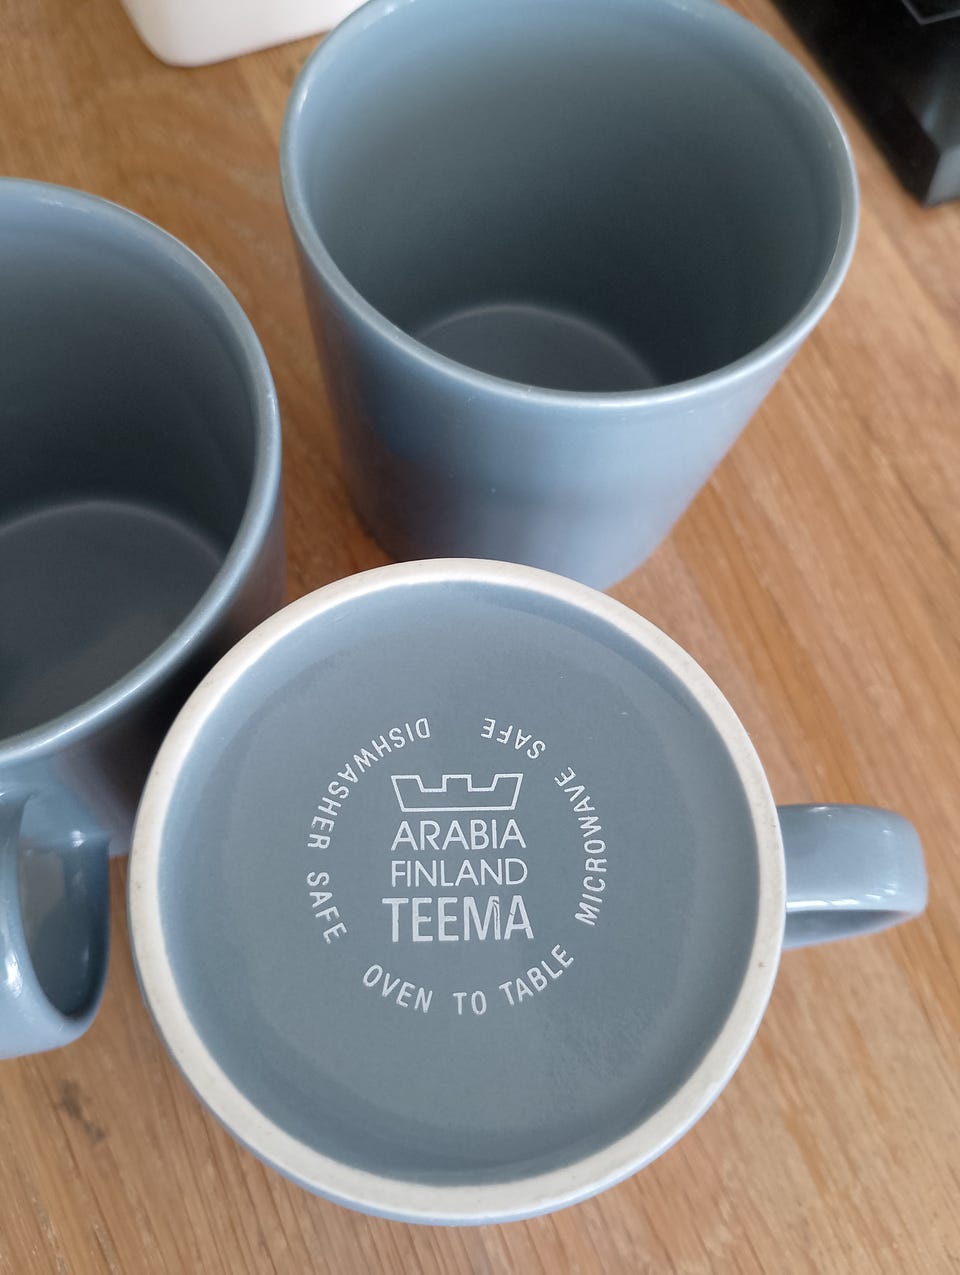 ARABIA
FINLAND
TEEMA
DISHWASHER SAFE
OVEN TO TABLE
MICROWAVE SAFE